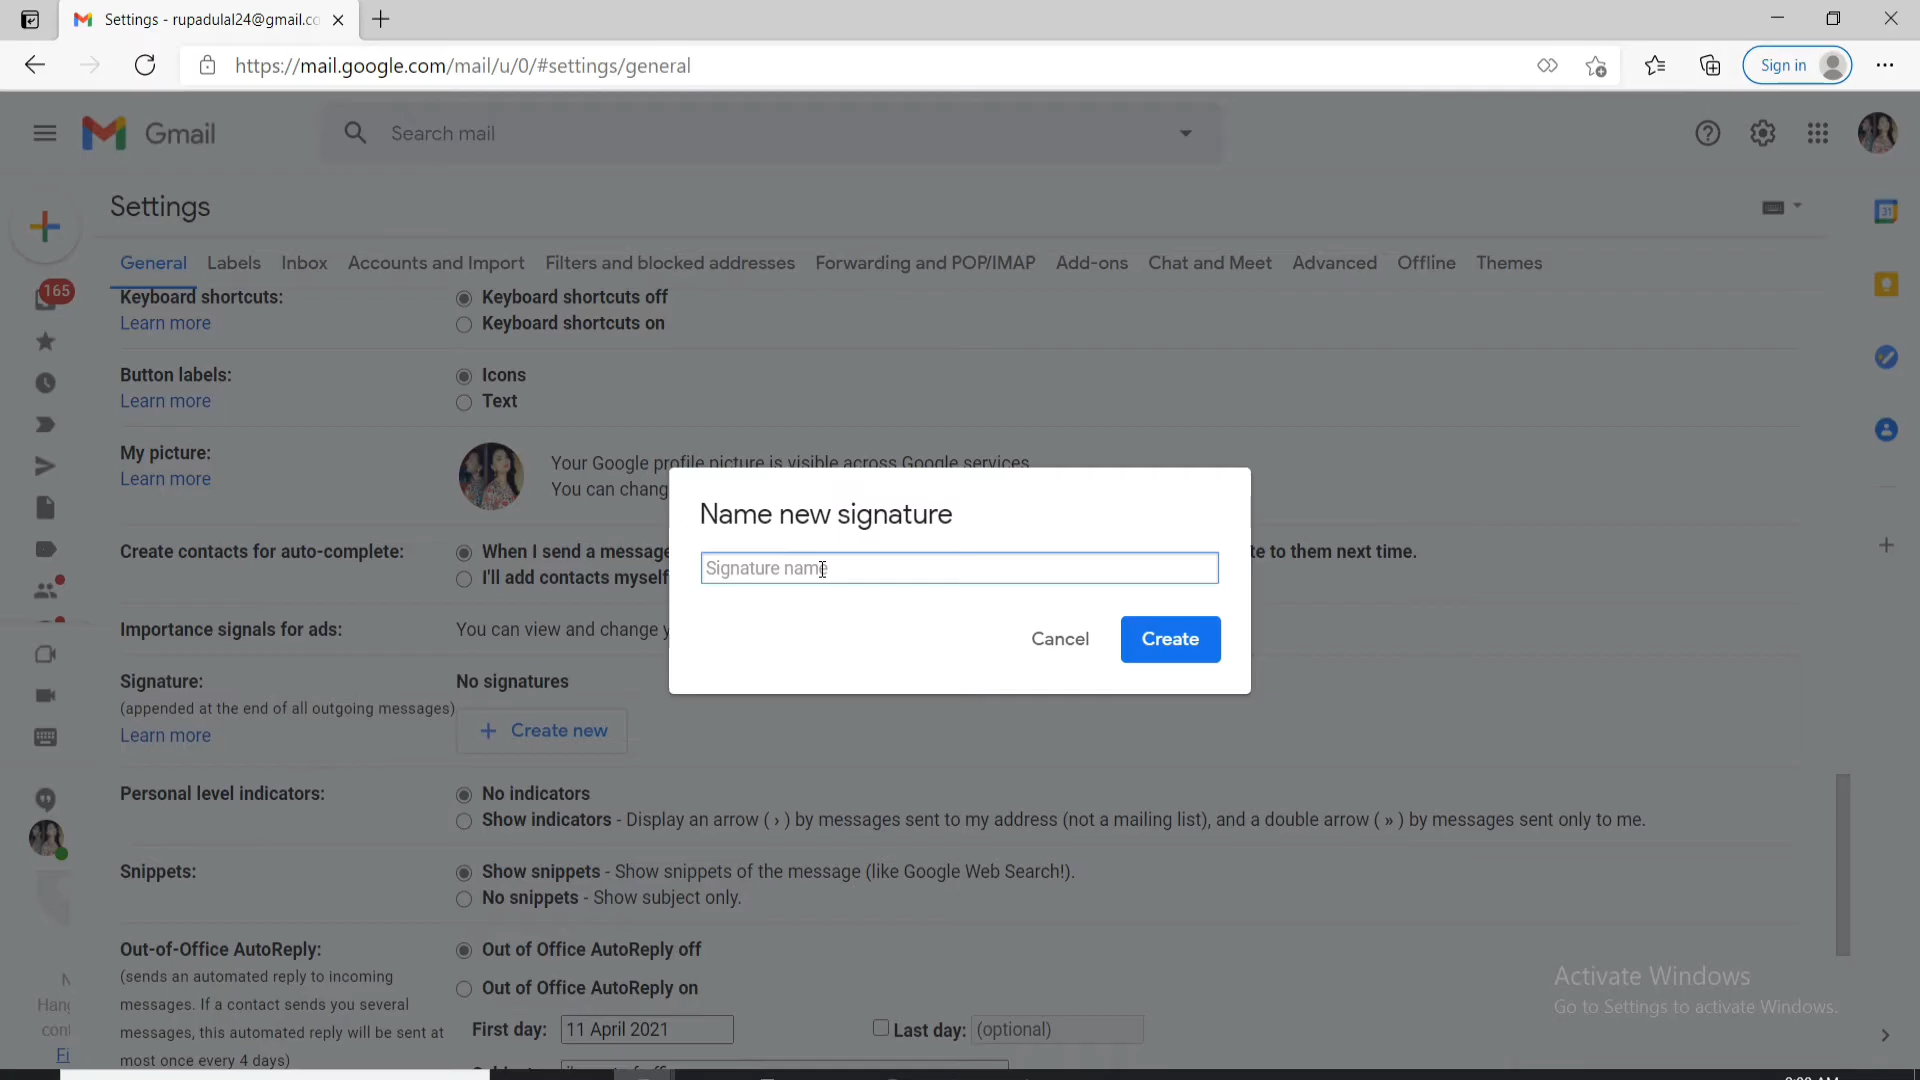 Settings - rupadulal24@gmail.co
https://mail.google.com/mail/u/0/#settings/general
Sign in
Gmail
Search mail
Settings
General Labels Inbox Accounts and Import Filters and blocked addresses Forwarding and POP/IMAP Add-ons Chat and Meet Advanced Offline Themes
165
Keyboard shortcuts:
Learn more
Keyboard shortcuts off
Keyboard shortcuts on
Button labels:
Learn more
Icons
Text
My picture:
Learn more
Your Google profile picture is visible across Google services
You can chang
Name new signature
Signature name
Cancel
Create
Create contacts for auto-complete:
When I send a message
te to them next time.
I'll add contacts myself
Importance signals for ads:
You can view and change y
Signature:
(appended at the end of all outgoing messages)
Learn more
No signatures
+ Create new
Personal level indicators:
No indicators
Show indicators - Display an arrow ( › ) by messages sent to my address (not a mailing list), and a double arrow ( » ) by messages sent only to me.
Snippets:
Show snippets - Show snippets of the message (like Google Web Search!).
No snippets - Show subject only.
Out-of-Office AutoReply:
(sends an automated reply to incoming
messages. If a contact sends you several
messages, this automated reply will be sent at
most once every 4 days)
Out of Office AutoReply off
Out of Office AutoReply on
First day: 11 April 2021
Last day: (optional)
N
Hang
cont
Fi
31
Activate Windows
Go to Settings to activate Windows.